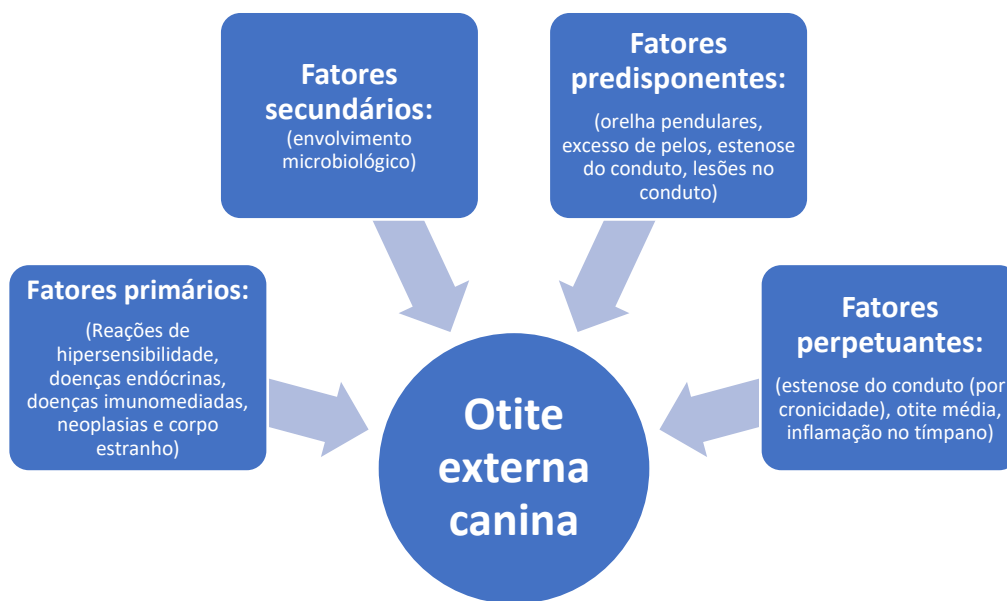 Fatores
secundários:
(envolvimento
microbiológico)
Fatores
predisponentes:
(orelha pendulares,
excesso de pelos, estenose
do conduto, lesões no
conduto)
Fatores primários:
(Reações de
hipersensibilidade,
doenças endócrinas,
doenças imunomediadas,
neoplasias e corpo
estranho)
Fatores
perpetuantes:
(estenose do conduto (por
cronicidade), otite média,
inflamação no tímpano)
Otite
externa
canina